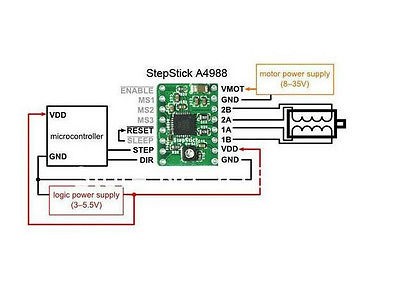 StepStick A4988
ENABLE
MS1
MS2
MS3
RESET
SLEEP
STEP
DIR
VMOT
GND
2B
2A
1A
1B
VDD
GND
motor power supply
(8–35V)
VDD
microcontroller
GND
StepStick
logic power supply
(3–5.5V)